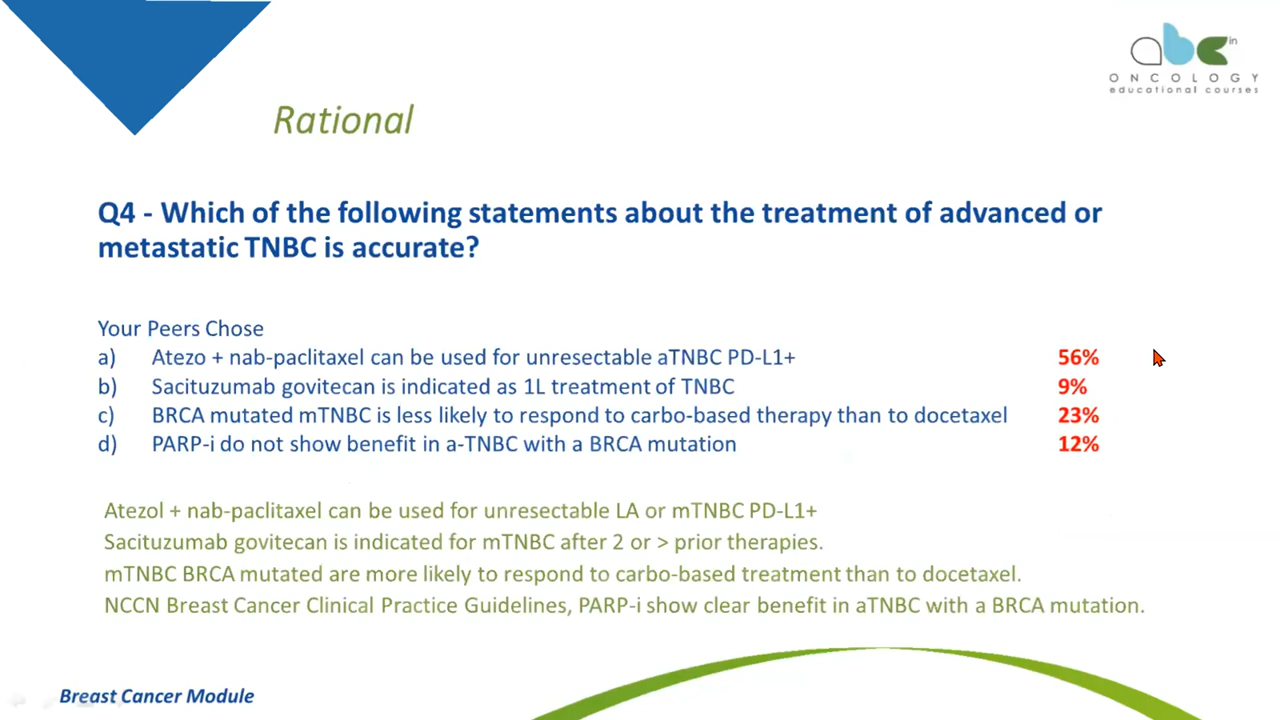 abc in
ONCOLOGY
educational courses
Rational
Q4 - Which of the following statements about the treatment of advanced or
metastatic TNBC is accurate?
Your Peers Chose
a) Atezo + nab-paclitaxel can be used for unresectable aTNBC PD-L1+ 56%
b) Sacituzumab govitecan is indicated as 1L treatment of TNBC 9%
c) BRCA mutated mTNBC is less likely to respond to carbo-based therapy than to docetaxel 23%
d) PARP-i do not show benefit in a-TNBC with a BRCA mutation 12%
Atezol + nab-paclitaxel can be used for unresectable LA or mTNBC PD-L1+
Sacituzumab govitecan is indicated for mTNBC after 2 or > prior therapies.
mTNBC BRCA mutated are more likely to respond to carbo-based treatment than to docetaxel.
NCCN Breast Cancer Clinical Practice Guidelines, PARP-i show clear benefit in aTNBC with a BRCA mutation.
Breast Cancer Module